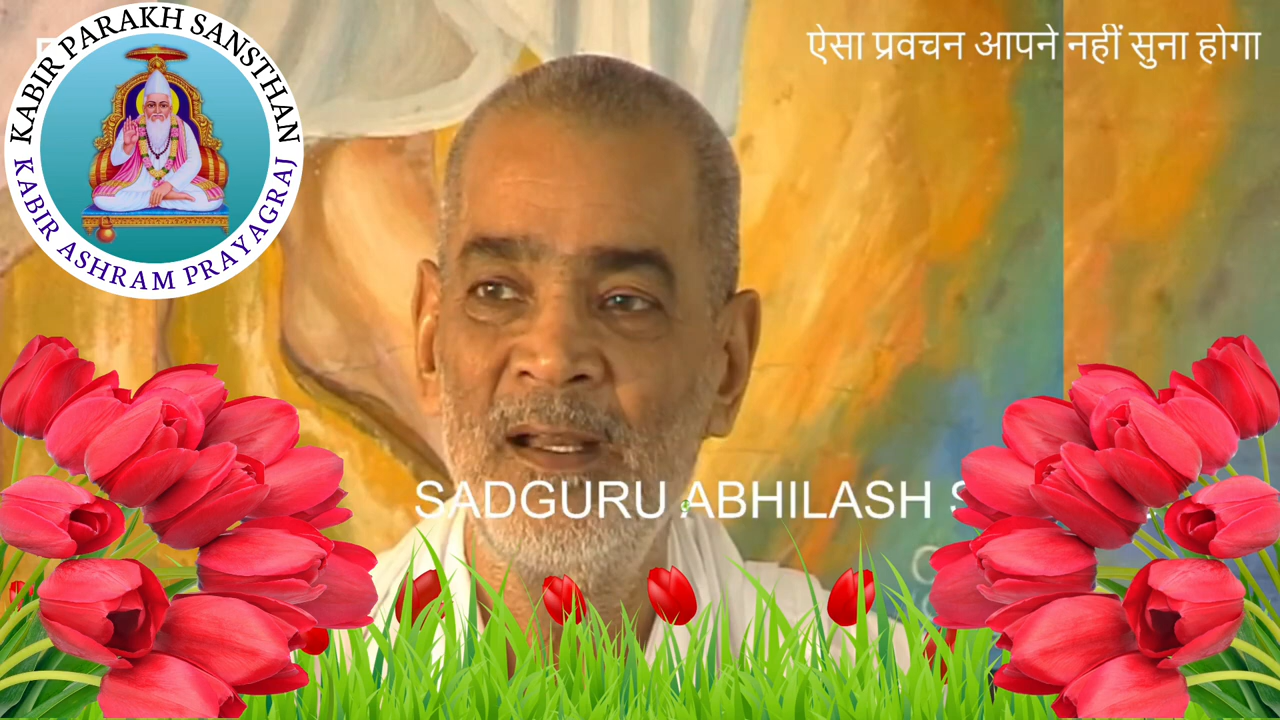 KABIR PARAKH SANSTHAN
KABIR ASHRAM PRAYAGRAJ
ऐसा प्रवचन आपने नहीं सुना होगा
SADGURU ABHILASH S